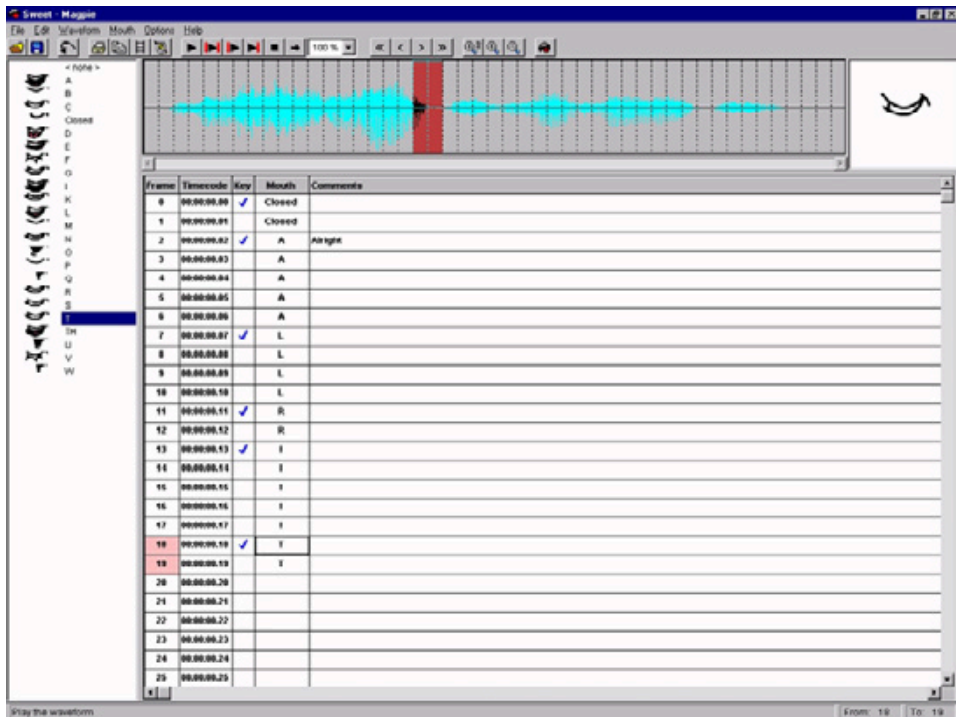 Sweet - Magpie
File Edit Waveform Mouth Options Help
100 %
< none >
A
B
C
Closed
D
E
F
G
I
K
L
M
N
O
P
Q
R
S
T
TH
U
V
W
Frame Timecode Key Mouth Comments
0 00:00:00.00 Closed
1 00:00:00.01 Closed
2 00:00:00.02 A Alright
3 00:00:00.03 A
4 00:00:00.04 A
5 00:00:00.05 A
6 00:00:00.06 A
7 00:00:00.07 L
8 00:00:00.08 L
9 00:00:00.09 L
10 00:00:00.10 L
11 00:00:00.11 R
12 00:00:00.12 R
13 00:00:00.13 I
14 00:00:00.14 I
15 00:00:00.15 I
16 00:00:00.16 I
17 00:00:00.17 I
18 00:00:00.18 T
19 00:00:00.19 T
20 00:00:00.20
21 00:00:00.21
22 00:00:00.22
23 00:00:00.23
24 00:00:00.24
25 00:00:00.25
Play the waveform From: 18 To: 19